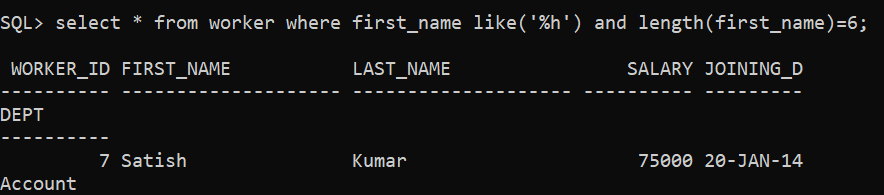 SQL> select * from worker where first_name like('%h') and length(first_name)=6;
 WORKER_ID FIRST_NAME           LAST_NAME                SALARY JOINING_D
---------- -------------------- -------------------- ---------- ---------
DEPT
----------
         7 Satish               Kumar                     75000 20-JAN-14
Account